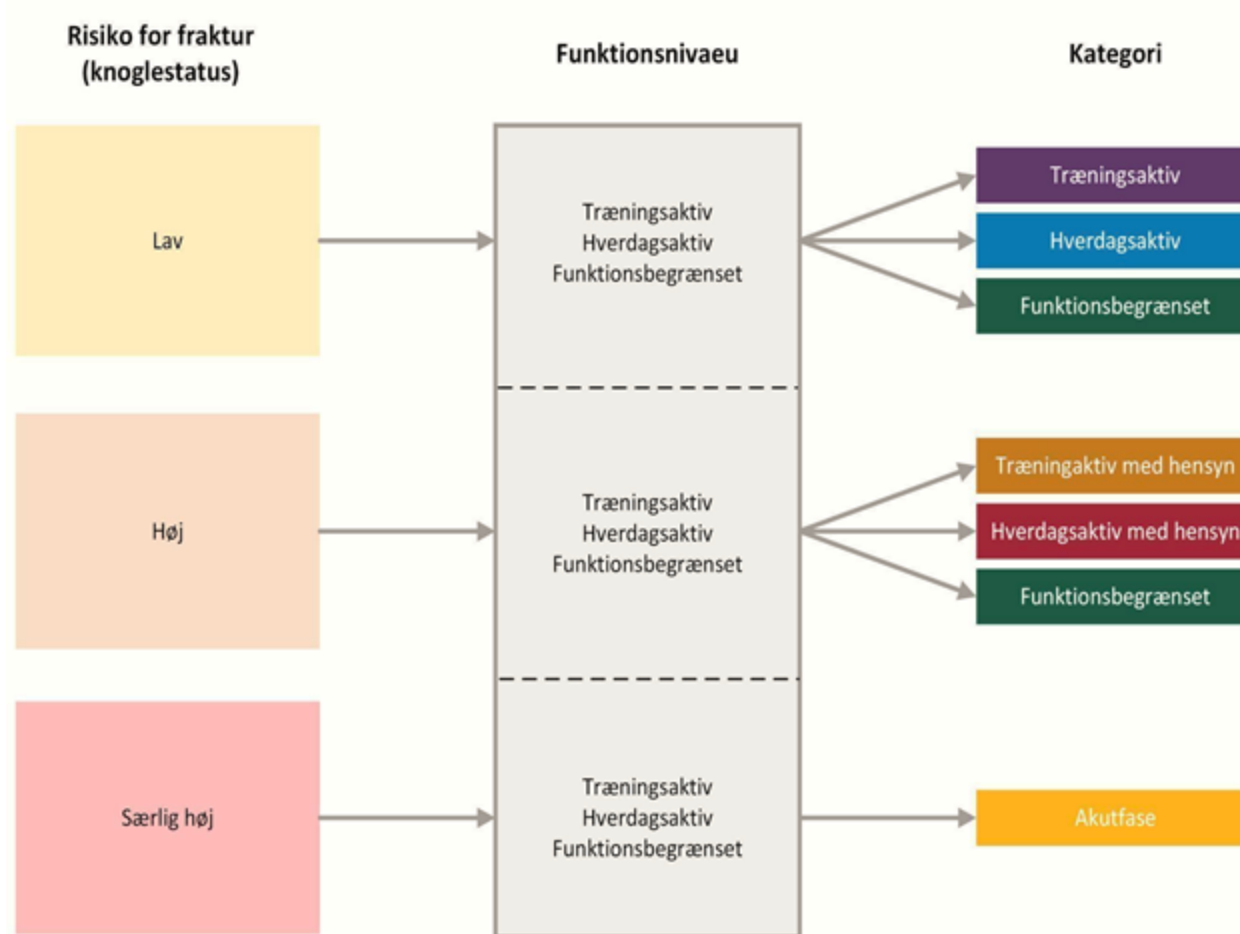 Risiko for fraktur
(knoglestatus)
Funktionsnivaeu
Kategori
Lav
Træningsaktiv
Hverdagsaktiv
Funktionsbegrænset
Træningsaktiv
Hverdagsaktiv
Funktionsbegrænset
Høj
Træningsaktiv
Hverdagsaktiv
Funktionsbegrænset
Træningaktiv med hensyn
Hverdagsaktiv med hensyn
Funktionsbegrænset
Særlig høj
Træningsaktiv
Hverdagsaktiv
Funktionsbegrænset
Akutfase